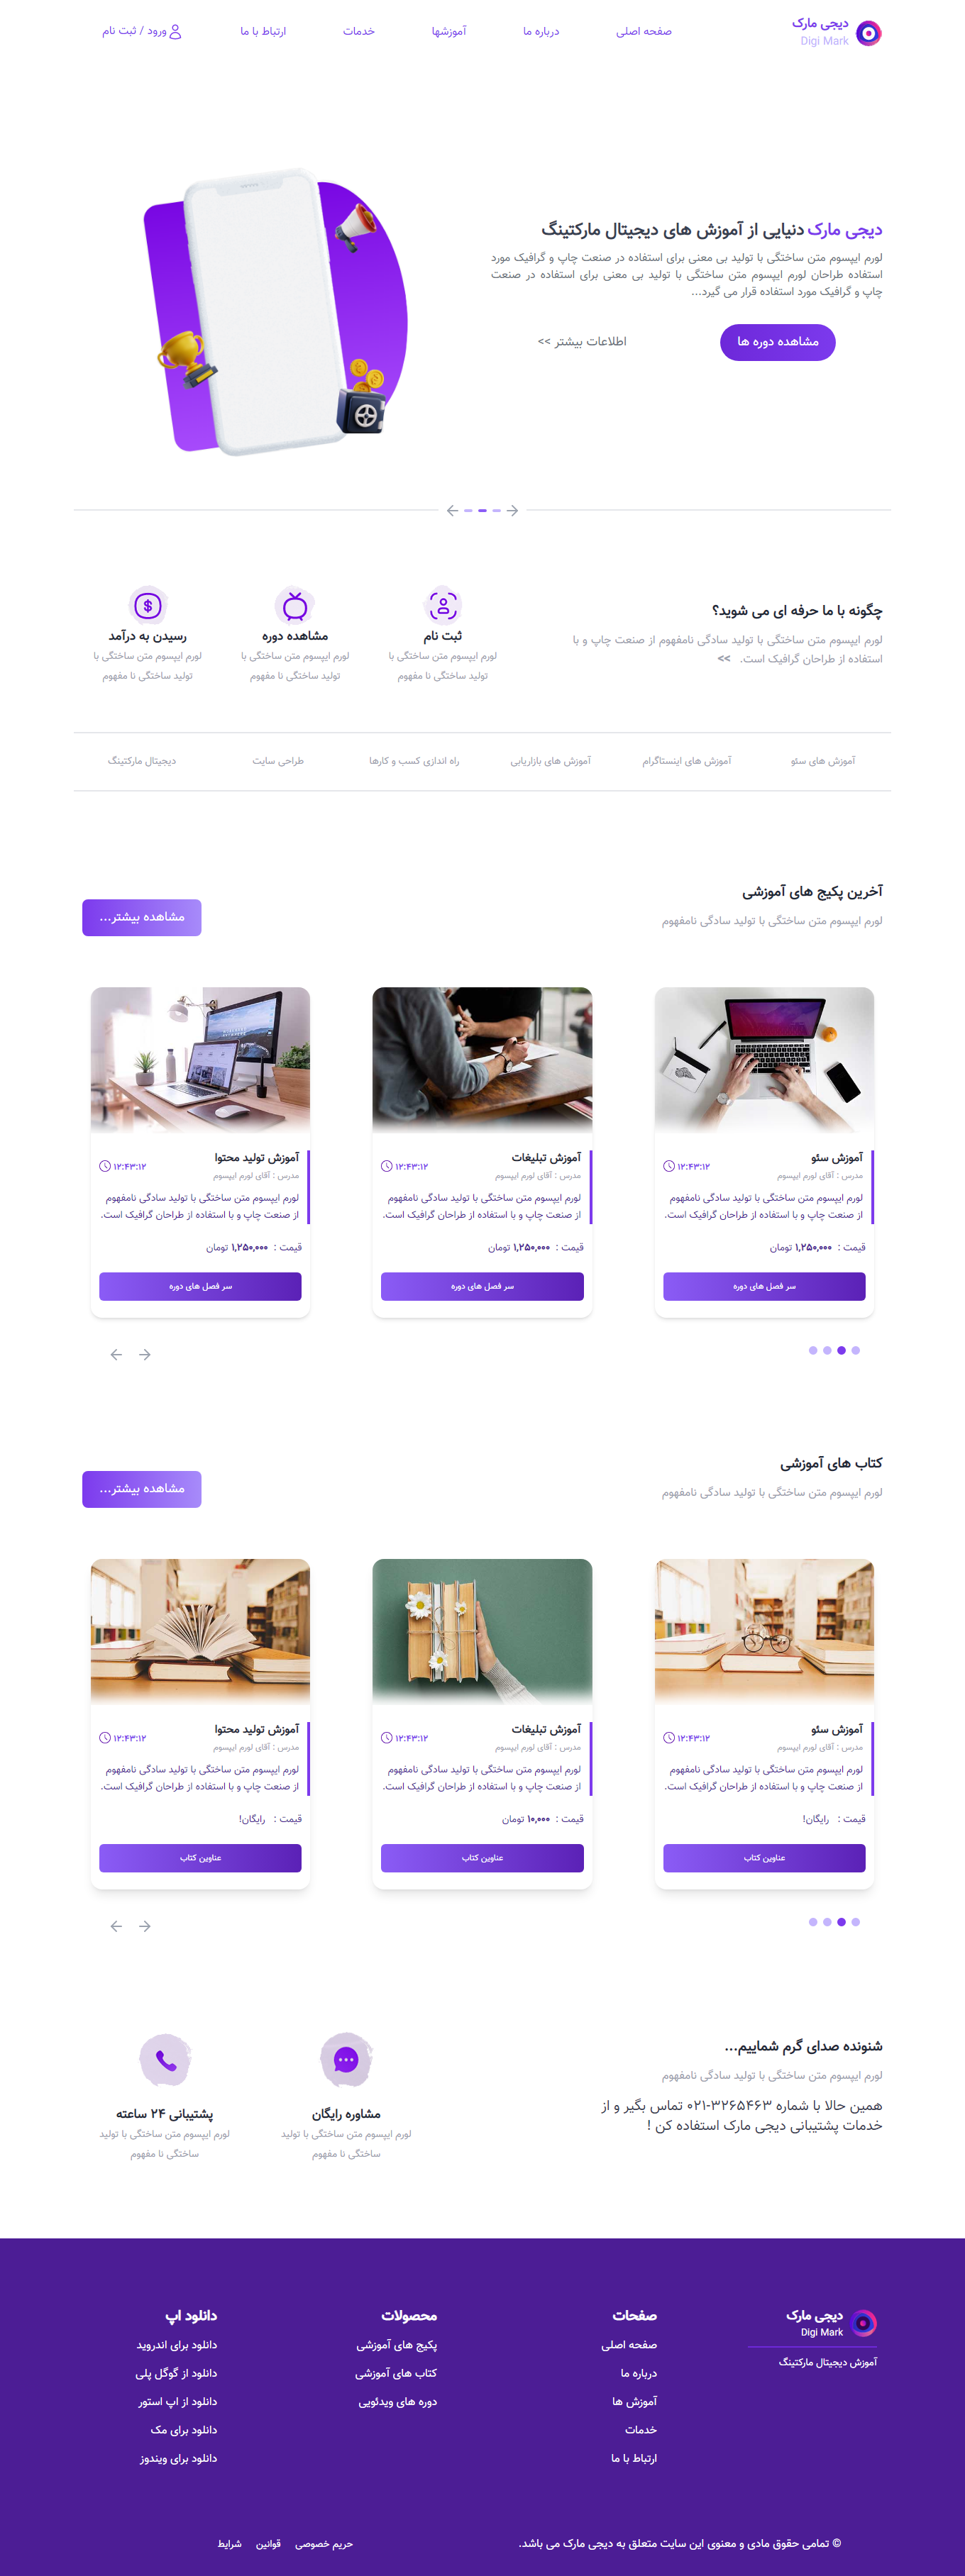 دیجی مارک
Digi Mark
صفحه اصلی
درباره ما
آموزشها
خدمات
ارتباط با ما
ورود / ثبت نام
دیجی مارک دنیایی از آموزش های دیجیتال مارکتینگ
لورم ایپسوم متن ساختگی با تولید بی معنی برای استفاده در صنعت چاپ و گرافیک مورد
استفاده طراحان لورم ایپسوم متن ساختگی با تولید بی معنی برای استفاده در صنعت
چاپ و گرافیک مورد استفاده قرار می گیرد...
مشاهده دوره ها
اطلاعات بیشتر >>
چگونه با ما حرفه ای می شوید؟
لورم ایپسوم متن ساختگی با تولید سادگی نامفهوم از صنعت چاپ و با
استفاده از طراحان گرافیک است. >>
ثبت نام
لورم ایپسوم متن ساختگی با
تولید ساختگی نا مفهوم
مشاهده دوره
لورم ایپسوم متن ساختگی با
تولید ساختگی نا مفهوم
رسیدن به درآمد
لورم ایپسوم متن ساختگی با
تولید ساختگی نا مفهوم
آموزش های سئو
آموزش های اینستاگرام
آموزش های بازاریابی
راه اندازی کسب و کارها
طراحی سایت
دیجیتال مارکتینگ
آخرین پکیج های آموزشی
لورم ایپسوم متن ساختگی با تولید سادگی نامفهوم
مشاهده بیشتر...
آموزش سئو
مدرس : آقای لورم ایپسوم
۱۲:۴۳:۱۲
لورم ایپسوم متن ساختگی با تولید سادگی نامفهوم
از صنعت چاپ و با استفاده از طراحان گرافیک است.
قیمت : ۱,۲۵۰,۰۰۰ تومان
سر فصل های دوره
آموزش تبلیغات
مدرس : آقای لورم ایپسوم
۱۲:۴۳:۱۲
لورم ایپسوم متن ساختگی با تولید سادگی نامفهوم
از صنعت چاپ و با استفاده از طراحان گرافیک است.
قیمت : ۱,۲۵۰,۰۰۰ تومان
سر فصل های دوره
آموزش تولید محتوا
مدرس : آقای لورم ایپسوم
۱۲:۴۳:۱۲
لورم ایپسوم متن ساختگی با تولید سادگی نامفهوم
از صنعت چاپ و با استفاده از طراحان گرافیک است.
قیمت : ۱,۲۵۰,۰۰۰ تومان
سر فصل های دوره
کتاب های آموزشی
لورم ایپسوم متن ساختگی با تولید سادگی نامفهوم
مشاهده بیشتر...
آموزش سئو
مدرس : آقای لورم ایپسوم
۱۲:۴۳:۱۲
لورم ایپسوم متن ساختگی با تولید سادگی نامفهوم
از صنعت چاپ و با استفاده از طراحان گرافیک است.
قیمت : رایگان!
عناوین کتاب
آموزش تبلیغات
مدرس : آقای لورم ایپسوم
۱۲:۴۳:۱۲
لورم ایپسوم متن ساختگی با تولید سادگی نامفهوم
از صنعت چاپ و با استفاده از طراحان گرافیک است.
قیمت : ۱۰,۰۰۰ تومان
عناوین کتاب
آموزش تولید محتوا
مدرس : آقای لورم ایپسوم
۱۲:۴۳:۱۲
لورم ایپسوم متن ساختگی با تولید سادگی نامفهوم
از صنعت چاپ و با استفاده از طراحان گرافیک است.
قیمت : رایگان!
عناوین کتاب
شنونده صدای گرم شماییم...
لورم ایپسوم متن ساختگی با تولید سادگی نامفهوم
همین حالا با شماره ۳۲۶۵۴۶۳-۰۲۱ تماس بگیر و از
خدمات پشتیبانی دیجی مارک استفاده کن !
مشاوره رایگان
لورم ایپسوم متن ساختگی با تولید
ساختگی نا مفهوم
پشتیبانی ۲۴ ساعته
لورم ایپسوم متن ساختگی با تولید
ساختگی نا مفهوم
دیجی مارک
Digi Mark
آموزش دیجیتال مارکتینگ
صفحات
صفحه اصلی
درباره ما
آموزش ها
خدمات
ارتباط با ما
محصولات
پکیج های آموزشی
کتاب های آموزشی
دوره های ویدئویی
دانلود اپ
دانلود برای اندروید
دانلود از گوگل پلی
دانلود از اپ استور
دانلود برای مک
دانلود برای ویندوز
© تمامی حقوق مادی و معنوی این سایت متعلق به دیجی مارک می باشد.
حریم خصوصی
قوانین
شرایط